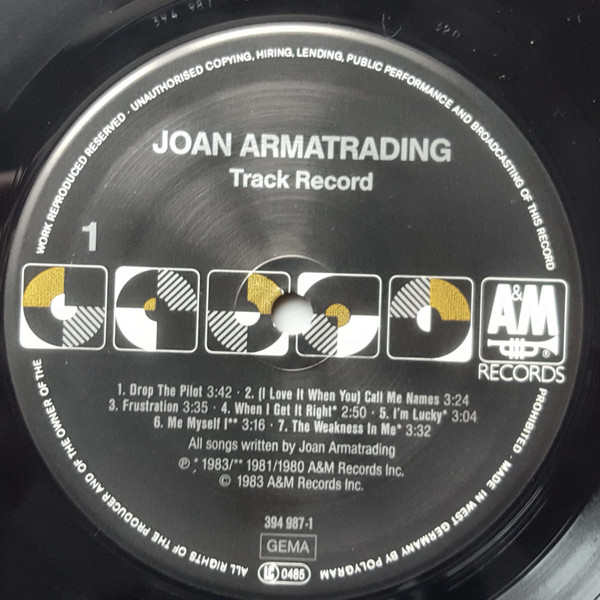 JOAN ARMATRADING
Track Record
1
A&M
®
RECORDS
1. Drop The Pilot 3:42 · 2. (I Love It When You) Call Me Names 3:24
3. Frustration 3:35 · 4. When I Get It Right* 2:50 · 5. I'm Lucky* 3:04
6. Me Myself I** 3:16 · 7. The Weakness In Me* 3:32
All songs written by Joan Armatrading
℗ * 1983/** 1981/1980 A&M Records Inc.
© 1983 A&M Records Inc.
394 987-1
GEMA
LC 0485
ALL RIGHTS OF THE PRODUCER AND OF THE OWNER OF THE WORK REPRODUCED RESERVED · UNAUTHORISED COPYING, HIRING, LENDING, PUBLIC PERFORMANCE AND BROADCASTING OF THIS RECORD PROHIBITED · MADE IN WEST GERMANY BY POLYGRAM